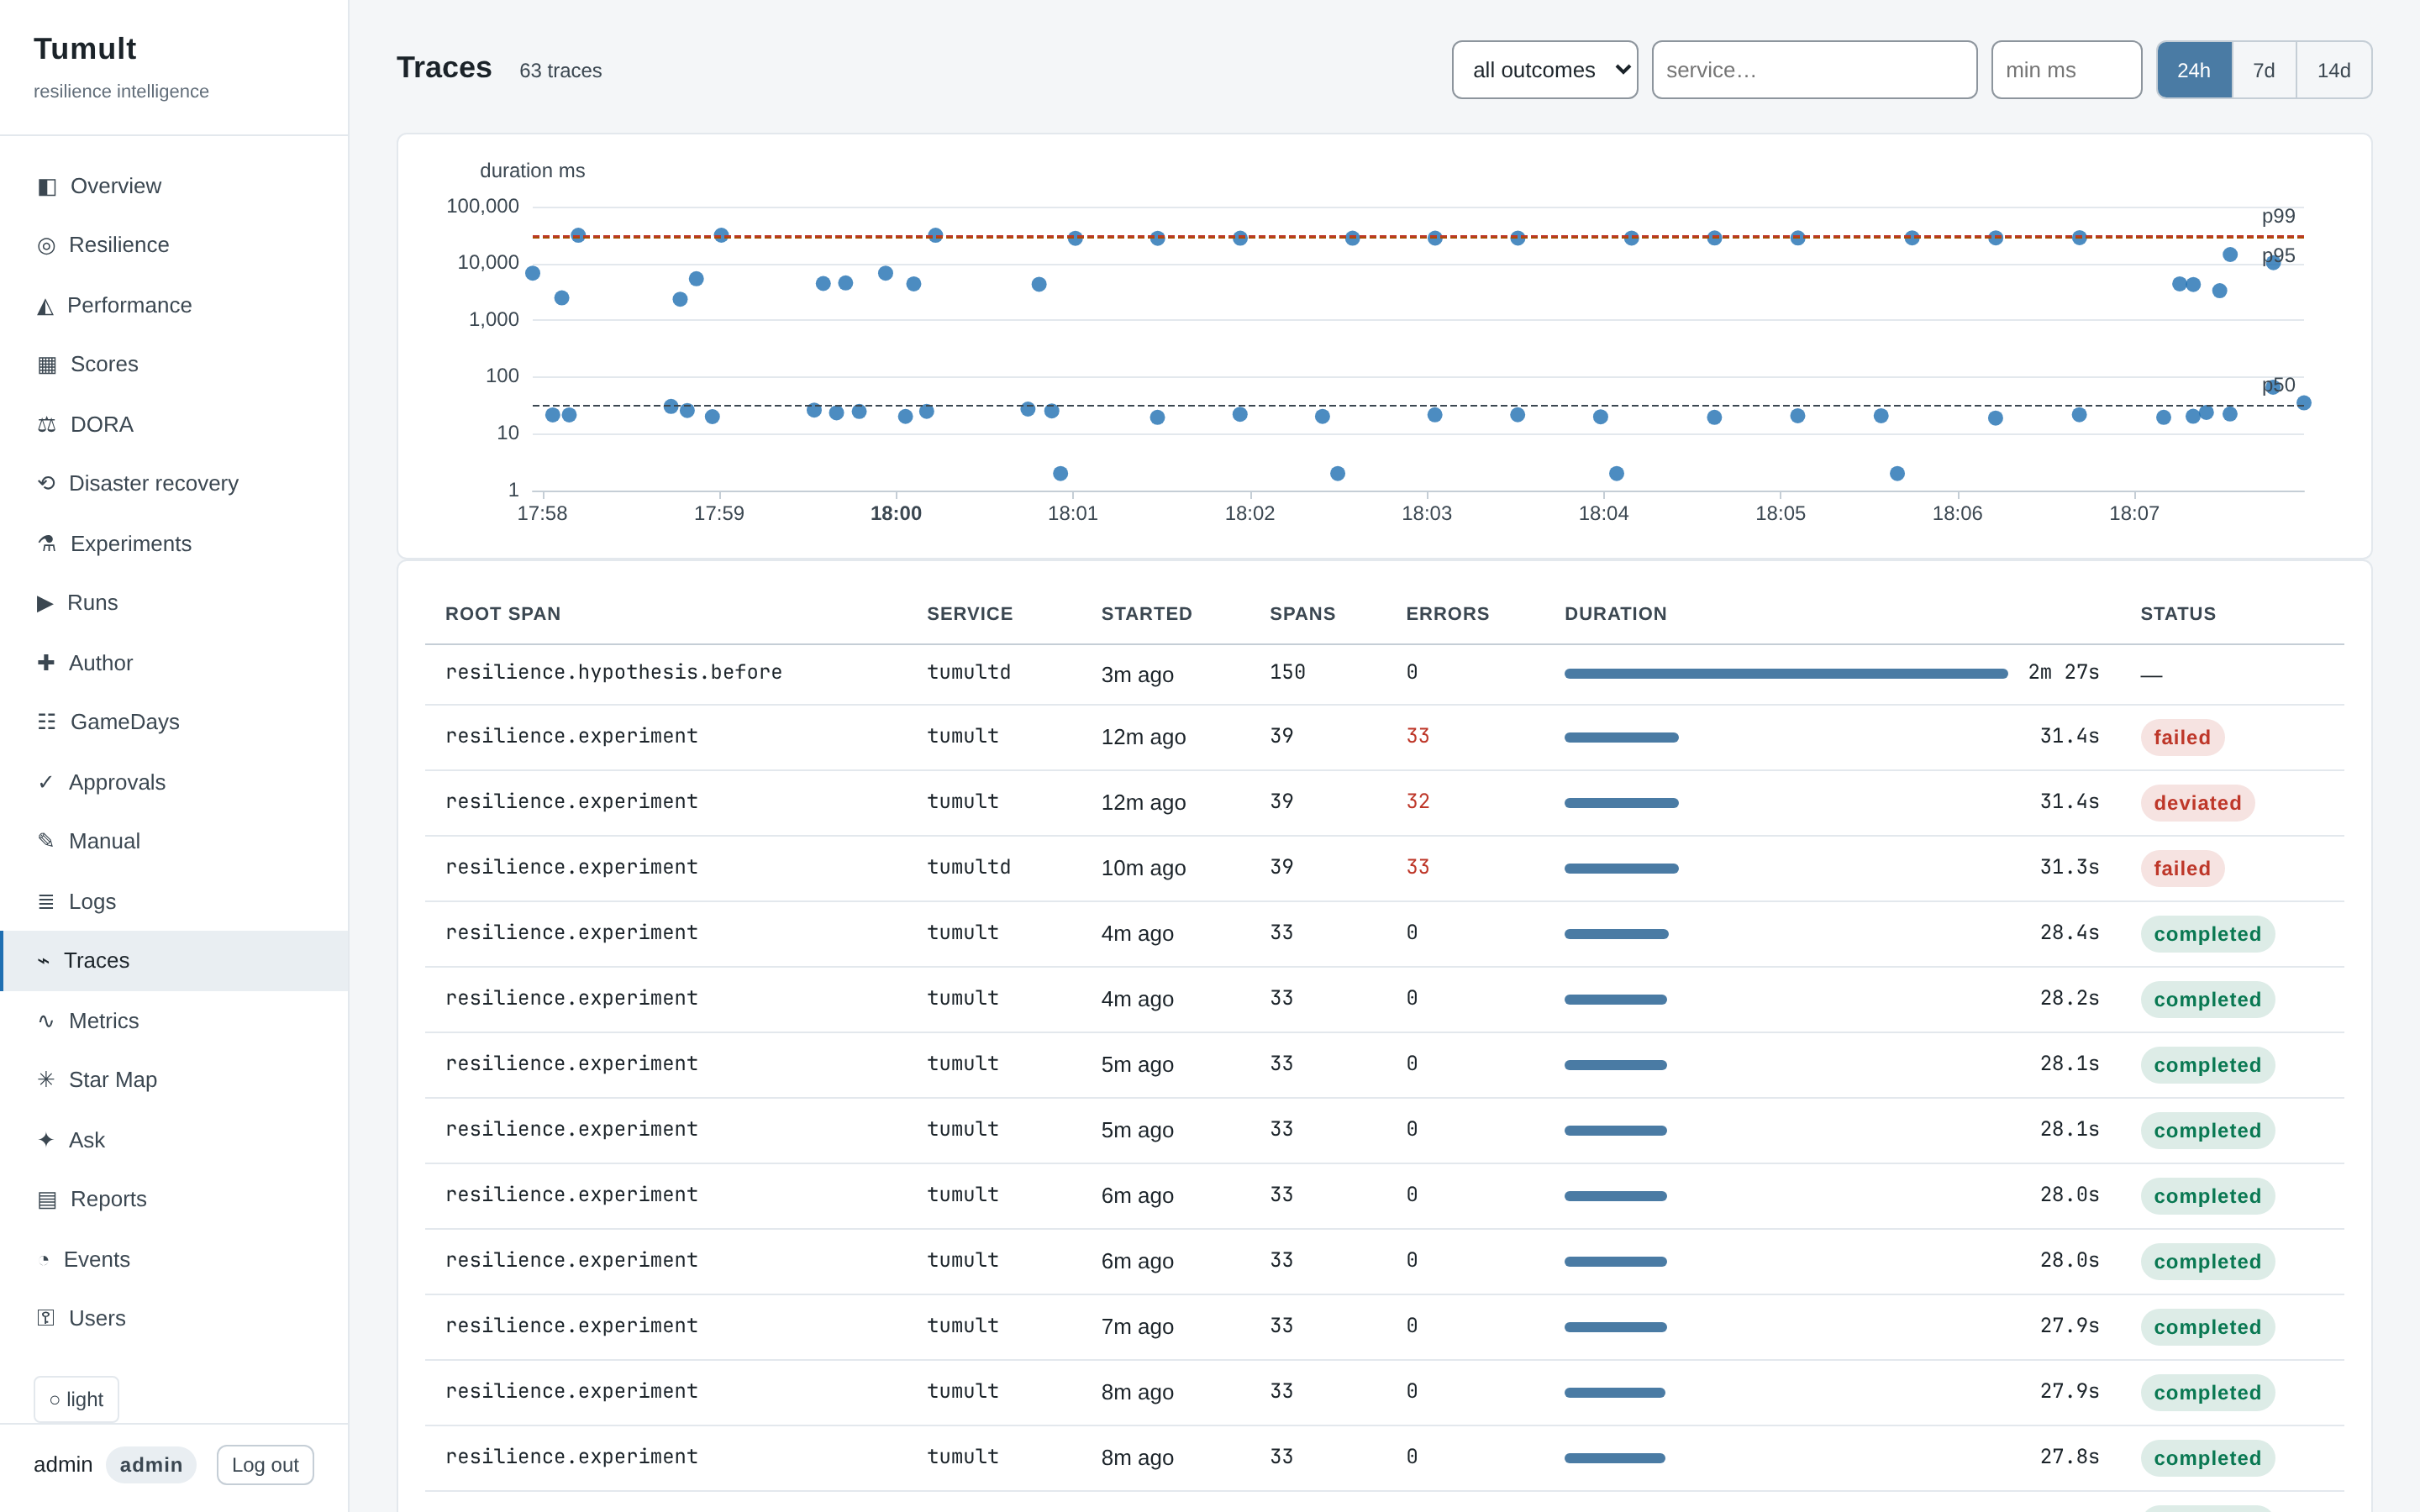 Tumult
resilience intelligence
Overview
Resilience
Performance
Scores
DORA
Disaster recovery
Experiments
Runs
Author
GameDays
Approvals
Manual
Logs
Traces
Metrics
Star Map
Ask
Reports
Events
Users
light
admin admin Log out
Traces 63 traces all outcomes service… min ms 24h 7d 14d
duration ms
100,000
10,000
1,000
100
10
1
p99
p95
p50
17:58 17:59 18:00 18:01 18:02 18:03 18:04 18:05 18:06 18:07
ROOT SPAN SERVICE STARTED SPANS ERRORS DURATION STATUS
resilience.hypothesis.before tumultd 3m ago 150 0 2m 27s —
resilience.experiment tumult 12m ago 39 33 31.4s failed
resilience.experiment tumult 12m ago 39 32 31.4s deviated
resilience.experiment tumultd 10m ago 39 33 31.3s failed
resilience.experiment tumult 4m ago 33 0 28.4s completed
resilience.experiment tumult 4m ago 33 0 28.2s completed
resilience.experiment tumult 5m ago 33 0 28.1s completed
resilience.experiment tumult 5m ago 33 0 28.1s completed
resilience.experiment tumult 6m ago 33 0 28.0s completed
resilience.experiment tumult 6m ago 33 0 28.0s completed
resilience.experiment tumult 7m ago 33 0 27.9s completed
resilience.experiment tumult 8m ago 33 0 27.9s completed
resilience.experiment tumult 8m ago 33 0 27.8s completed